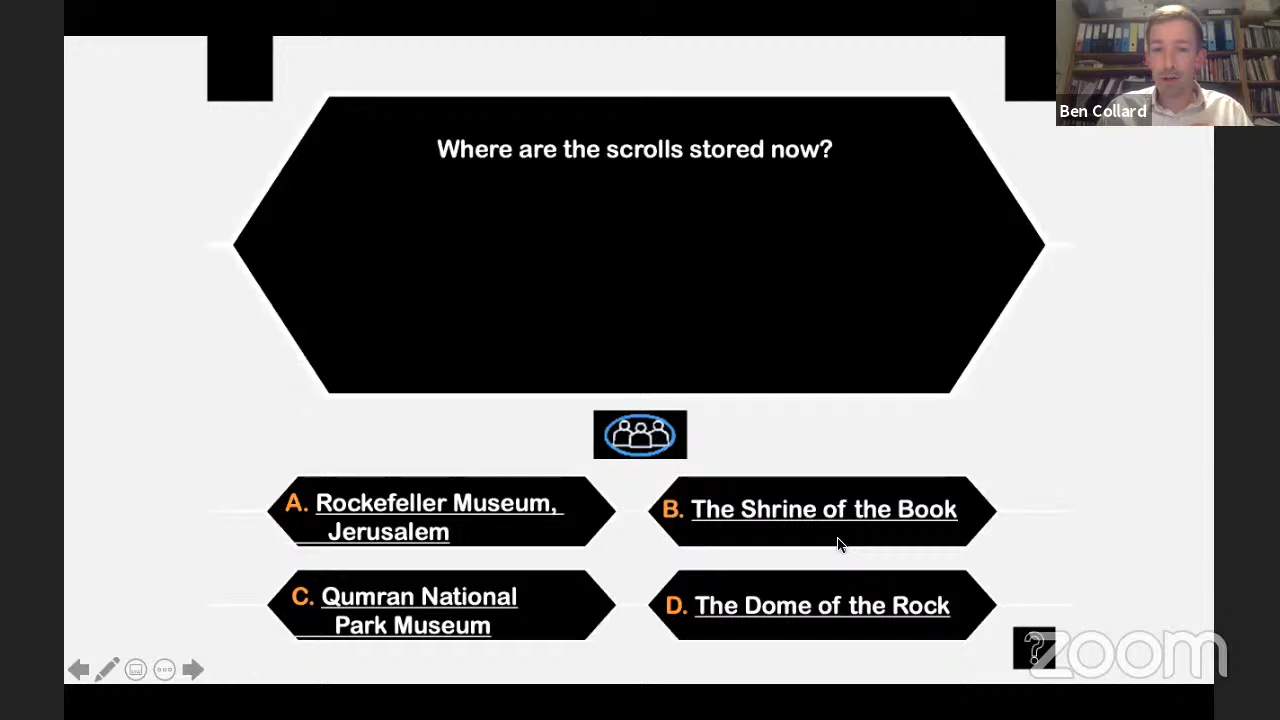 Ben Collard
Where are the scrolls stored now?
A. Rockefeller Museum,
Jerusalem
B. The Shrine of the Book
C. Qumran National
Park Museum
D. The Dome of the Rock
?
zoom